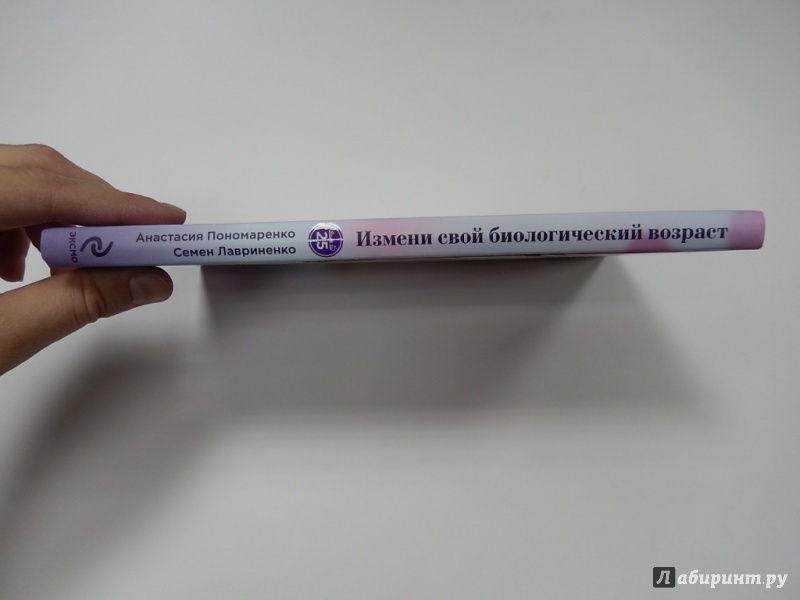 эксмо
Анастасия Пономаренко
Семен Лавриненко
25
Измени свой биологический возраст
Лабиринт.ру